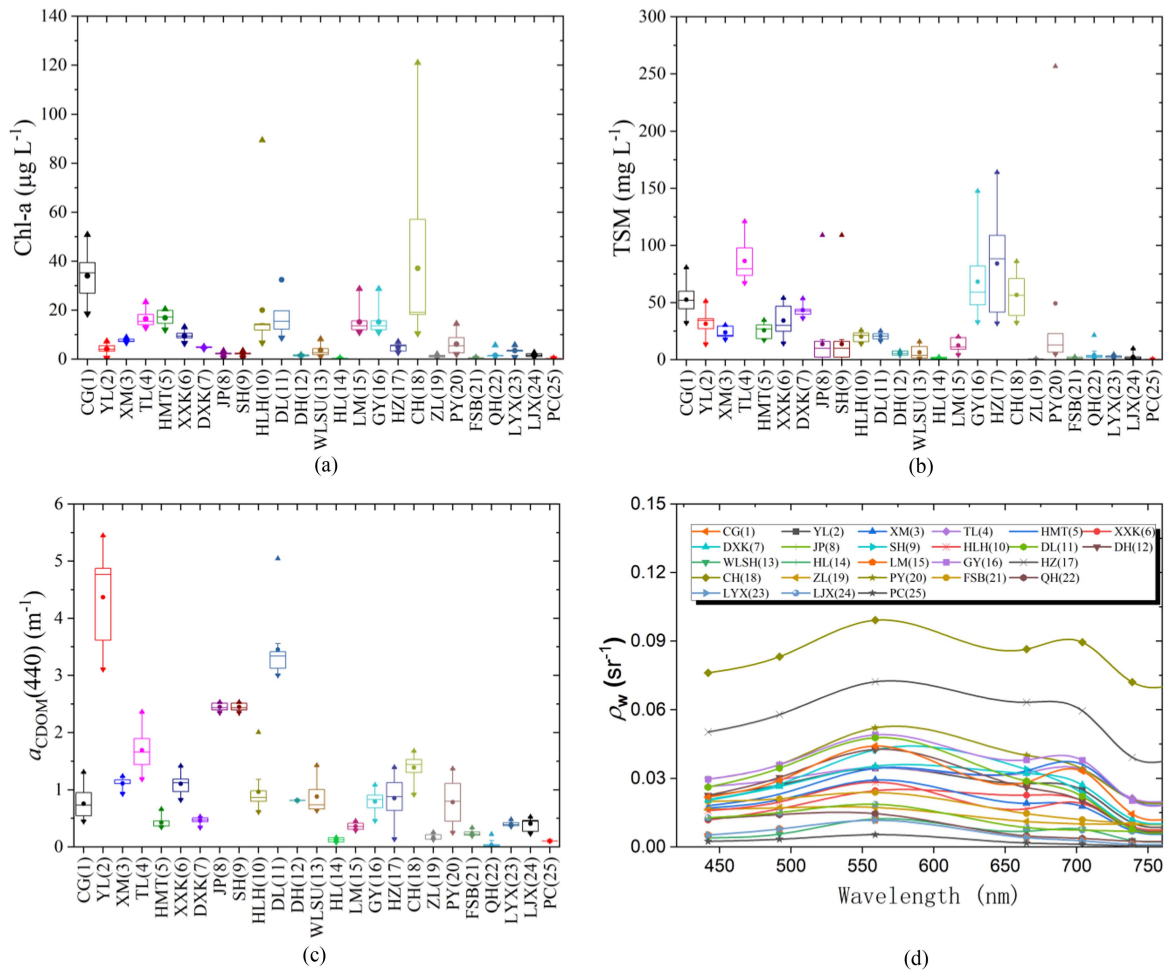 140
120
100
80
60
40
20
0
Chl-a (μg L⁻¹)
CG(1)
YL(2)
XM(3)
TL(4)
HMT(5)
XXK(6)
DXK(7)
JP(8)
SH(9)
HLH(10)
DL(11)
DH(12)
WLSU(13)
HL(14)
LM(15)
GY(16)
HZ(17)
CH(18)
ZL(19)
PY(20)
FSB(21)
QH(22)
LYX(23)
LJX(24)
PC(25)
(a)
300
250
200
150
100
50
0
TSM (mg L⁻¹)
CG(1)
YL(2)
XM(3)
TL(4)
HMT(5)
XXK(6)
DXK(7)
JP(8)
SH(9)
HLH(10)
DL(11)
DH(12)
WLSU(13)
HL(14)
LM(15)
GY(16)
HZ(17)
CH(18)
ZL(19)
PY(20)
FSB(21)
QH(22)
LYX(23)
LJX(24)
PC(25)
(b)
6
5
4
3
2
1
0
aCDOM(440) (m⁻¹)
CG(1)
YL(2)
XM(3)
TL(4)
HMT(5)
XXK(6)
DXK(7)
JP(8)
SH(9)
HLH(10)
DL(11)
DH(12)
WLSU(13)
HL(14)
LM(15)
GY(16)
HZ(17)
CH(18)
ZL(19)
PY(20)
FSB(21)
QH(22)
LYX(23)
LJX(24)
PC(25)
(c)
0.15
0.12
0.09
0.06
0.03
0.00
ρw (sr⁻¹)
CG(1) YL(2) XM(3) TL(4) HMT(5) XXK(6)
DXK(7) JP(8) SH(9) HLH(10) DL(11) DH(12)
WLSH(13) HL(14) LM(15) GY(16) HZ(17)
CH(18) ZL(19) PY(20) FSB(21) QH(22)
LYX(23) LJX(24) PC(25)
450 500 550 600 650 700 750
Wavelength (nm)
(d)